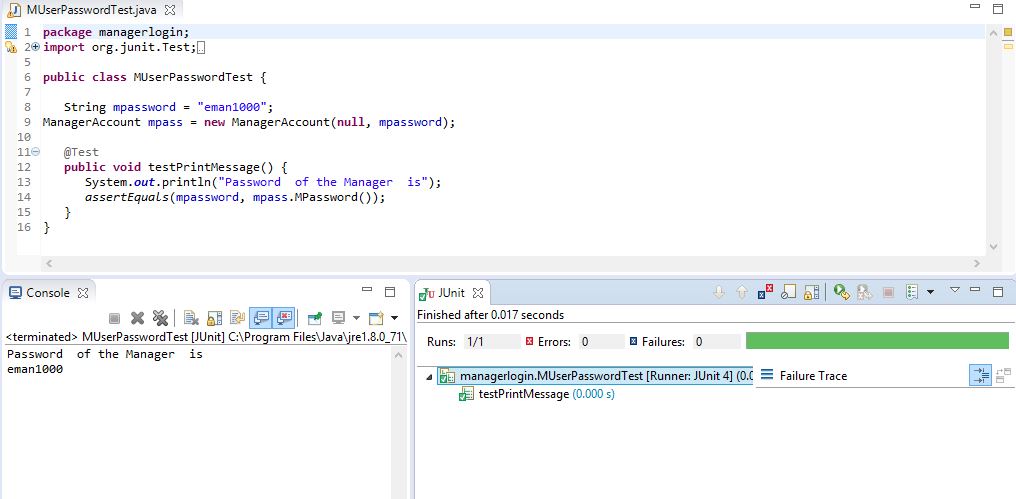 MUserPasswordTest.java
1 package managerlogin;
2 import org.junit.Test;
5
6 public class MUserPasswordTest {
7
8 String mpassword = "eman1000";
9 ManagerAccount mpass = new ManagerAccount(null, mpassword);
10
11 @Test
12 public void testPrintMessage() {
13 System.out.println("Password  of the Manager  is");
14 assertEquals(mpassword, mpass.MPassword());
15 }
16 }
Console
<terminated> MUserPasswordTest [JUnit] C:\Program Files\Java\jre1.8.0_71\
Password  of the Manager  is
eman1000
JUnit
Finished after 0.017 seconds
Runs: 1/1 Errors: 0 Failures: 0
managerlogin.MUserPasswordTest [Runner: JUnit 4] (0.0
Failure Trace
testPrintMessage (0.000 s)